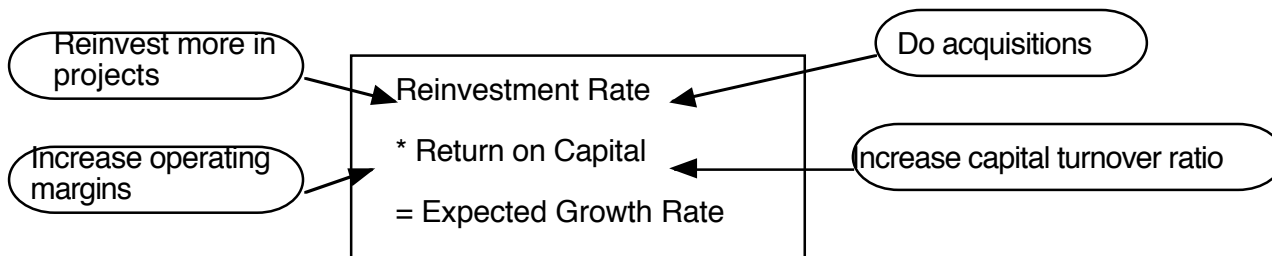 Reinvest more in
projects
Do acquisitions
Reinvestment Rate
* Return on Capital
= Expected Growth Rate
Increase operating
margins
Increase capital turnover ratio